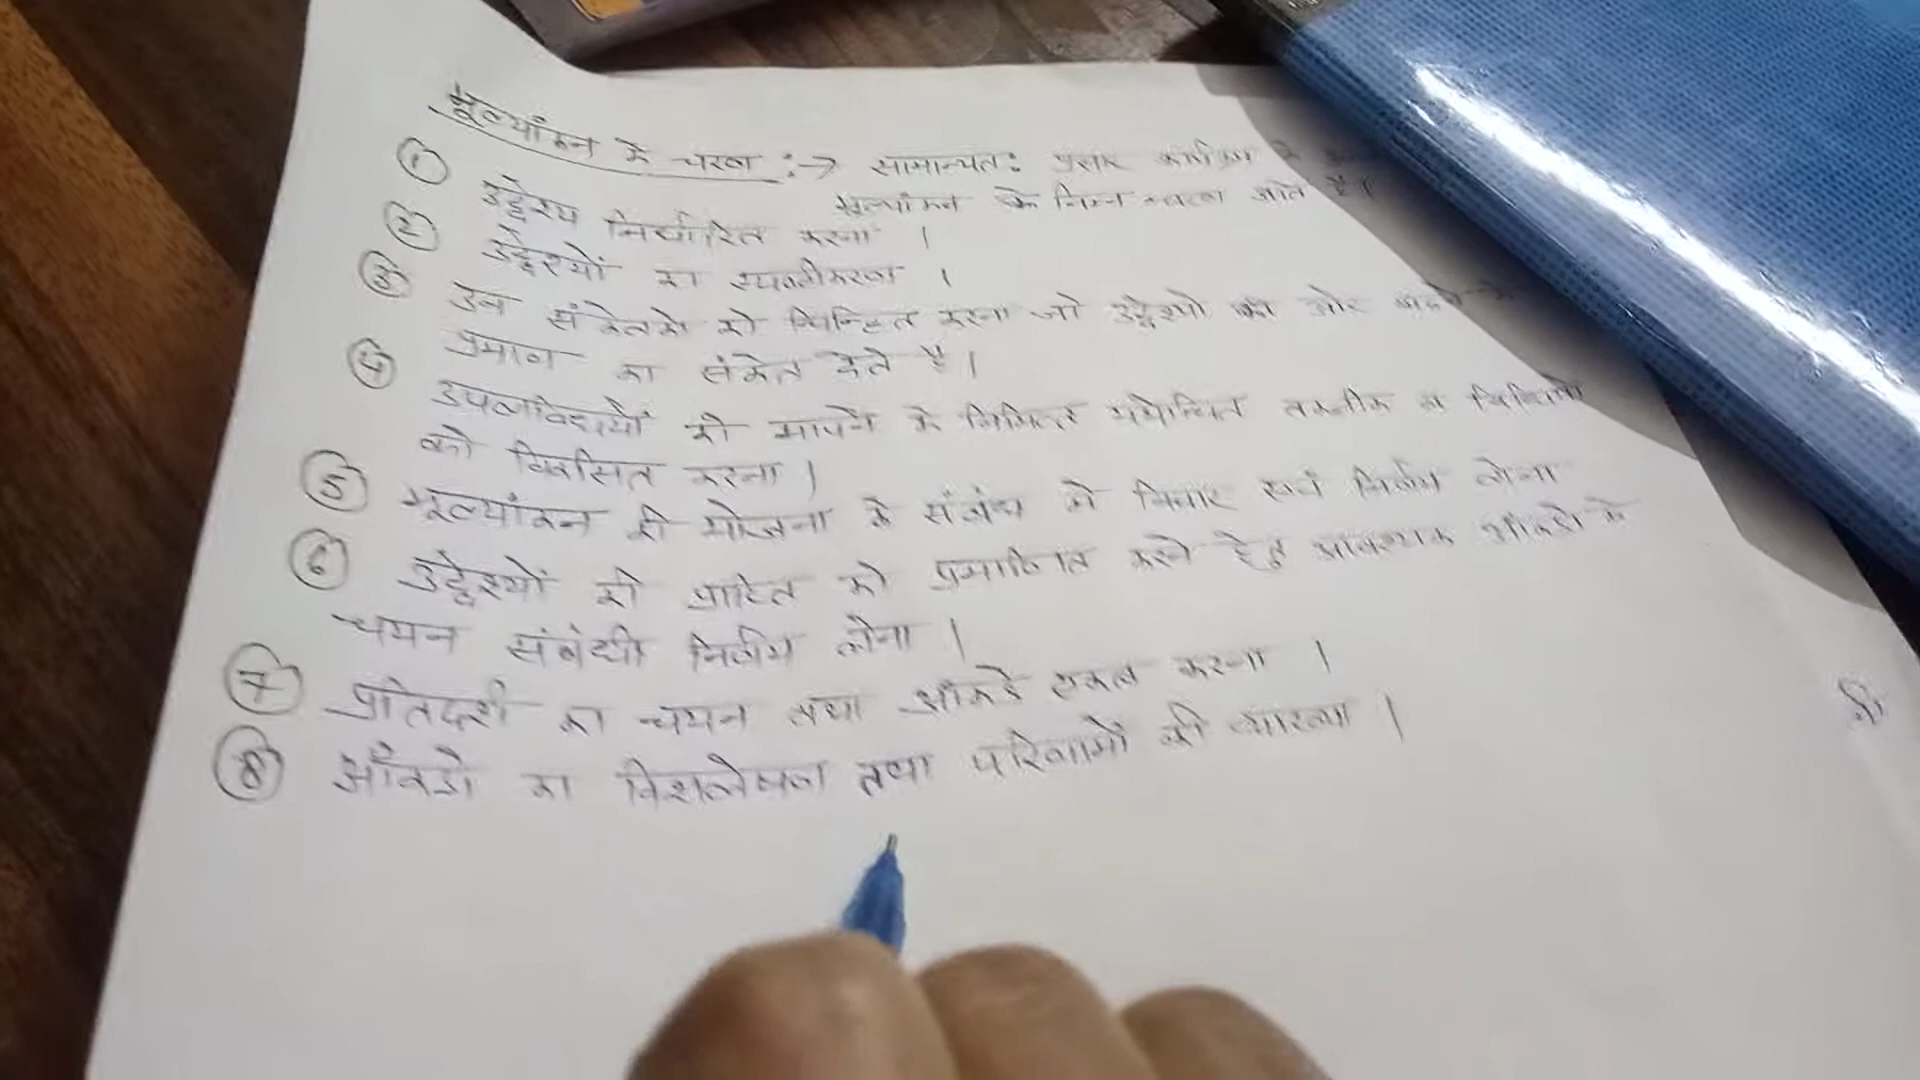 मूल्यांकन के चरण :→ सामान्यतः प्रसार कार्यक्रम के
मूल्यांकन के निम्न चरण होते है।
① उद्देश्य निर्धारित करना ।
② उद्देश्यों का स्पष्टीकरण ।
③ उन संकेतको को चिन्हित करना जो उद्देश्यो की ओर बढ़ने के
प्रमाण का संकेत देते है ।
④ उपलब्धियों को मापने के निमित्त यथोचित तकनीक व विधियों
को विकसित करना ।
⑤ मूल्यांकन की योजना के संबंध मे विचार एवं निर्णय लेना
⑥ उद्देश्यों की प्राप्ति को प्रमाणित करने हेतु आवश्यक आंकडो के
चयन संबंधी निर्णय लेना ।
⑦ प्रतिदर्श का चयन तथा आँकडे एकत्र करना ।
⑧ आँकडो का विश्लेषण तथा परिणामों की व्याख्या ।